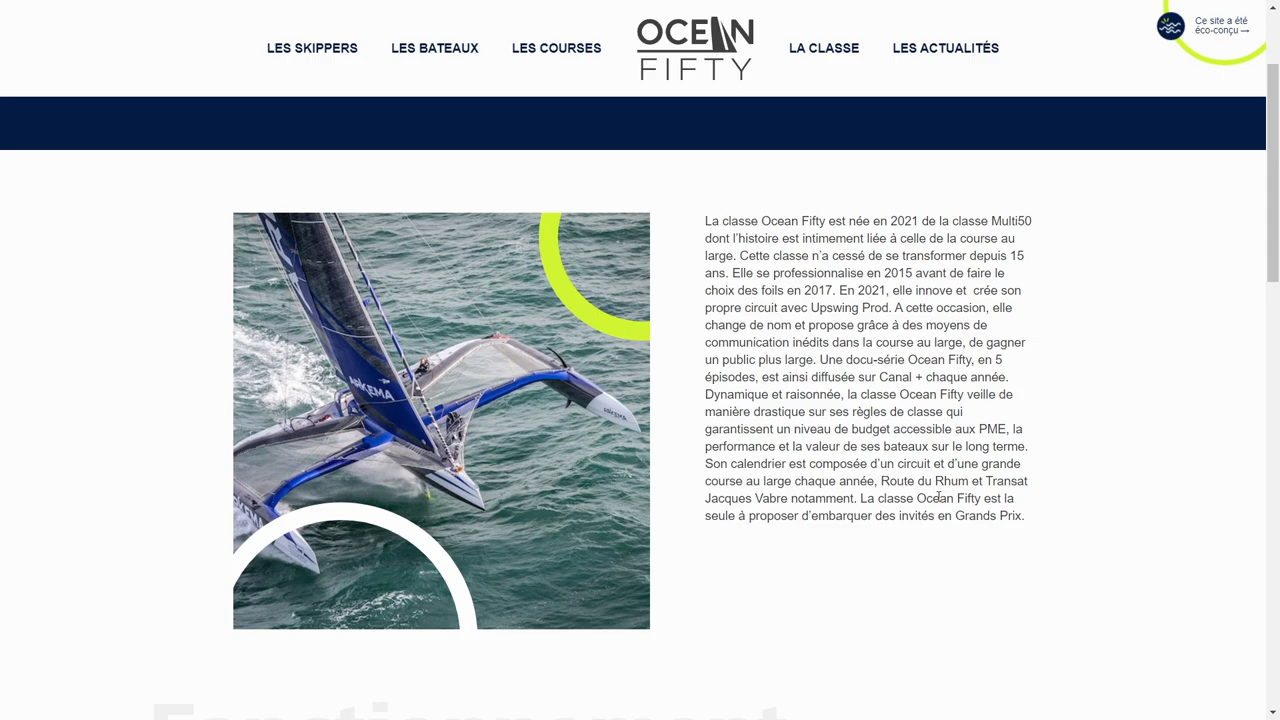 LES SKIPPERS
LES BATEAUX
LES COURSES
OCEAN
FIFTY
LA CLASSE
LES ACTUALITÉS
Ce site a été
éco-conçu →
La classe Ocean Fifty est née en 2021 de la classe Multi50
dont l’histoire est intimement liée à celle de la course au
large. Cette classe n’a cessé de se transformer depuis 15
ans. Elle se professionnalise en 2015 avant de faire le
choix des foils en 2017. En 2021, elle innove et  crée son
propre circuit avec Upswing Prod. A cette occasion, elle
change de nom et propose grâce à des moyens de
communication inédits dans la course au large, de gagner
un public plus large. Une docu-série Ocean Fifty, en 5
épisodes, est ainsi diffusée sur Canal + chaque année.
Dynamique et raisonnée, la classe Ocean Fifty veille de
manière drastique sur ses règles de classe qui
garantissent un niveau de budget accessible aux PME, la
performance et la valeur de ses bateaux sur le long terme.
Son calendrier est composée d’un circuit et d’une grande
course au large chaque année, Route du Rhum et Transat
Jacques Vabre notamment. La classe Ocean Fifty est la
seule à proposer d’embarquer des invités en Grands Prix.
ARKEMA
ARKEMA
Fonctionnement